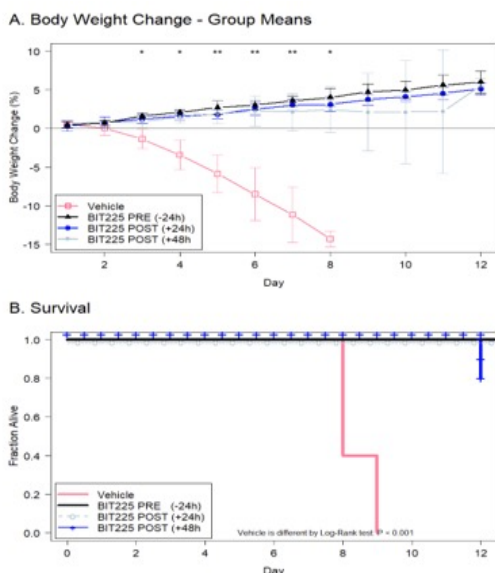 A. Body Weight Change - Group Means
10
5
0
-5
-10
-15
Body Weight Change (%)
* * ** ** ** *
Vehicle
BIT225 PRE (-24h)
BIT225 POST (+24h)
BIT225 POST (+48h
2 4 6 8 10 12
Day
B. Survival
1.0
0.8
0.6
0.4
0.2
0.0
Fraction Alive
Vehicle
BIT225 PRE (-24h)
BIT225 POST (+24h)
BIT225 POST (+48h
Vehicle is different by Log-Rank test P < 0.001
0 2 4 6 8 10 12
Day